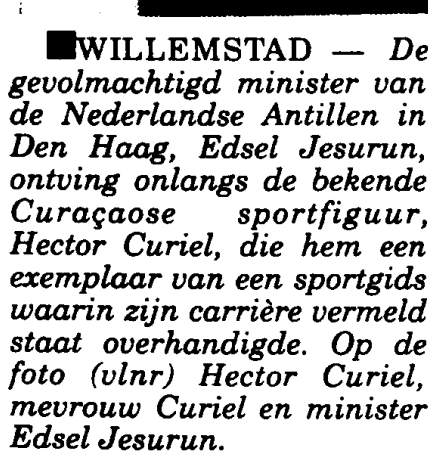 ■WILLEMSTAD — De
gevolmachtigd minister van
de Nederlandse Antillen in
Den Haag, Edsel Jesurun,
ontving onlangs de bekende
Curaçaose sportfiguur,
Hector Curiel, die hem een
exemplaar van een sportgids
waarin zijn carrière vermeld
staat overhandigde. Op de
foto (vlnr) Hector Curiel,
mevrouw Curiel en minister
Edsel Jesurun.